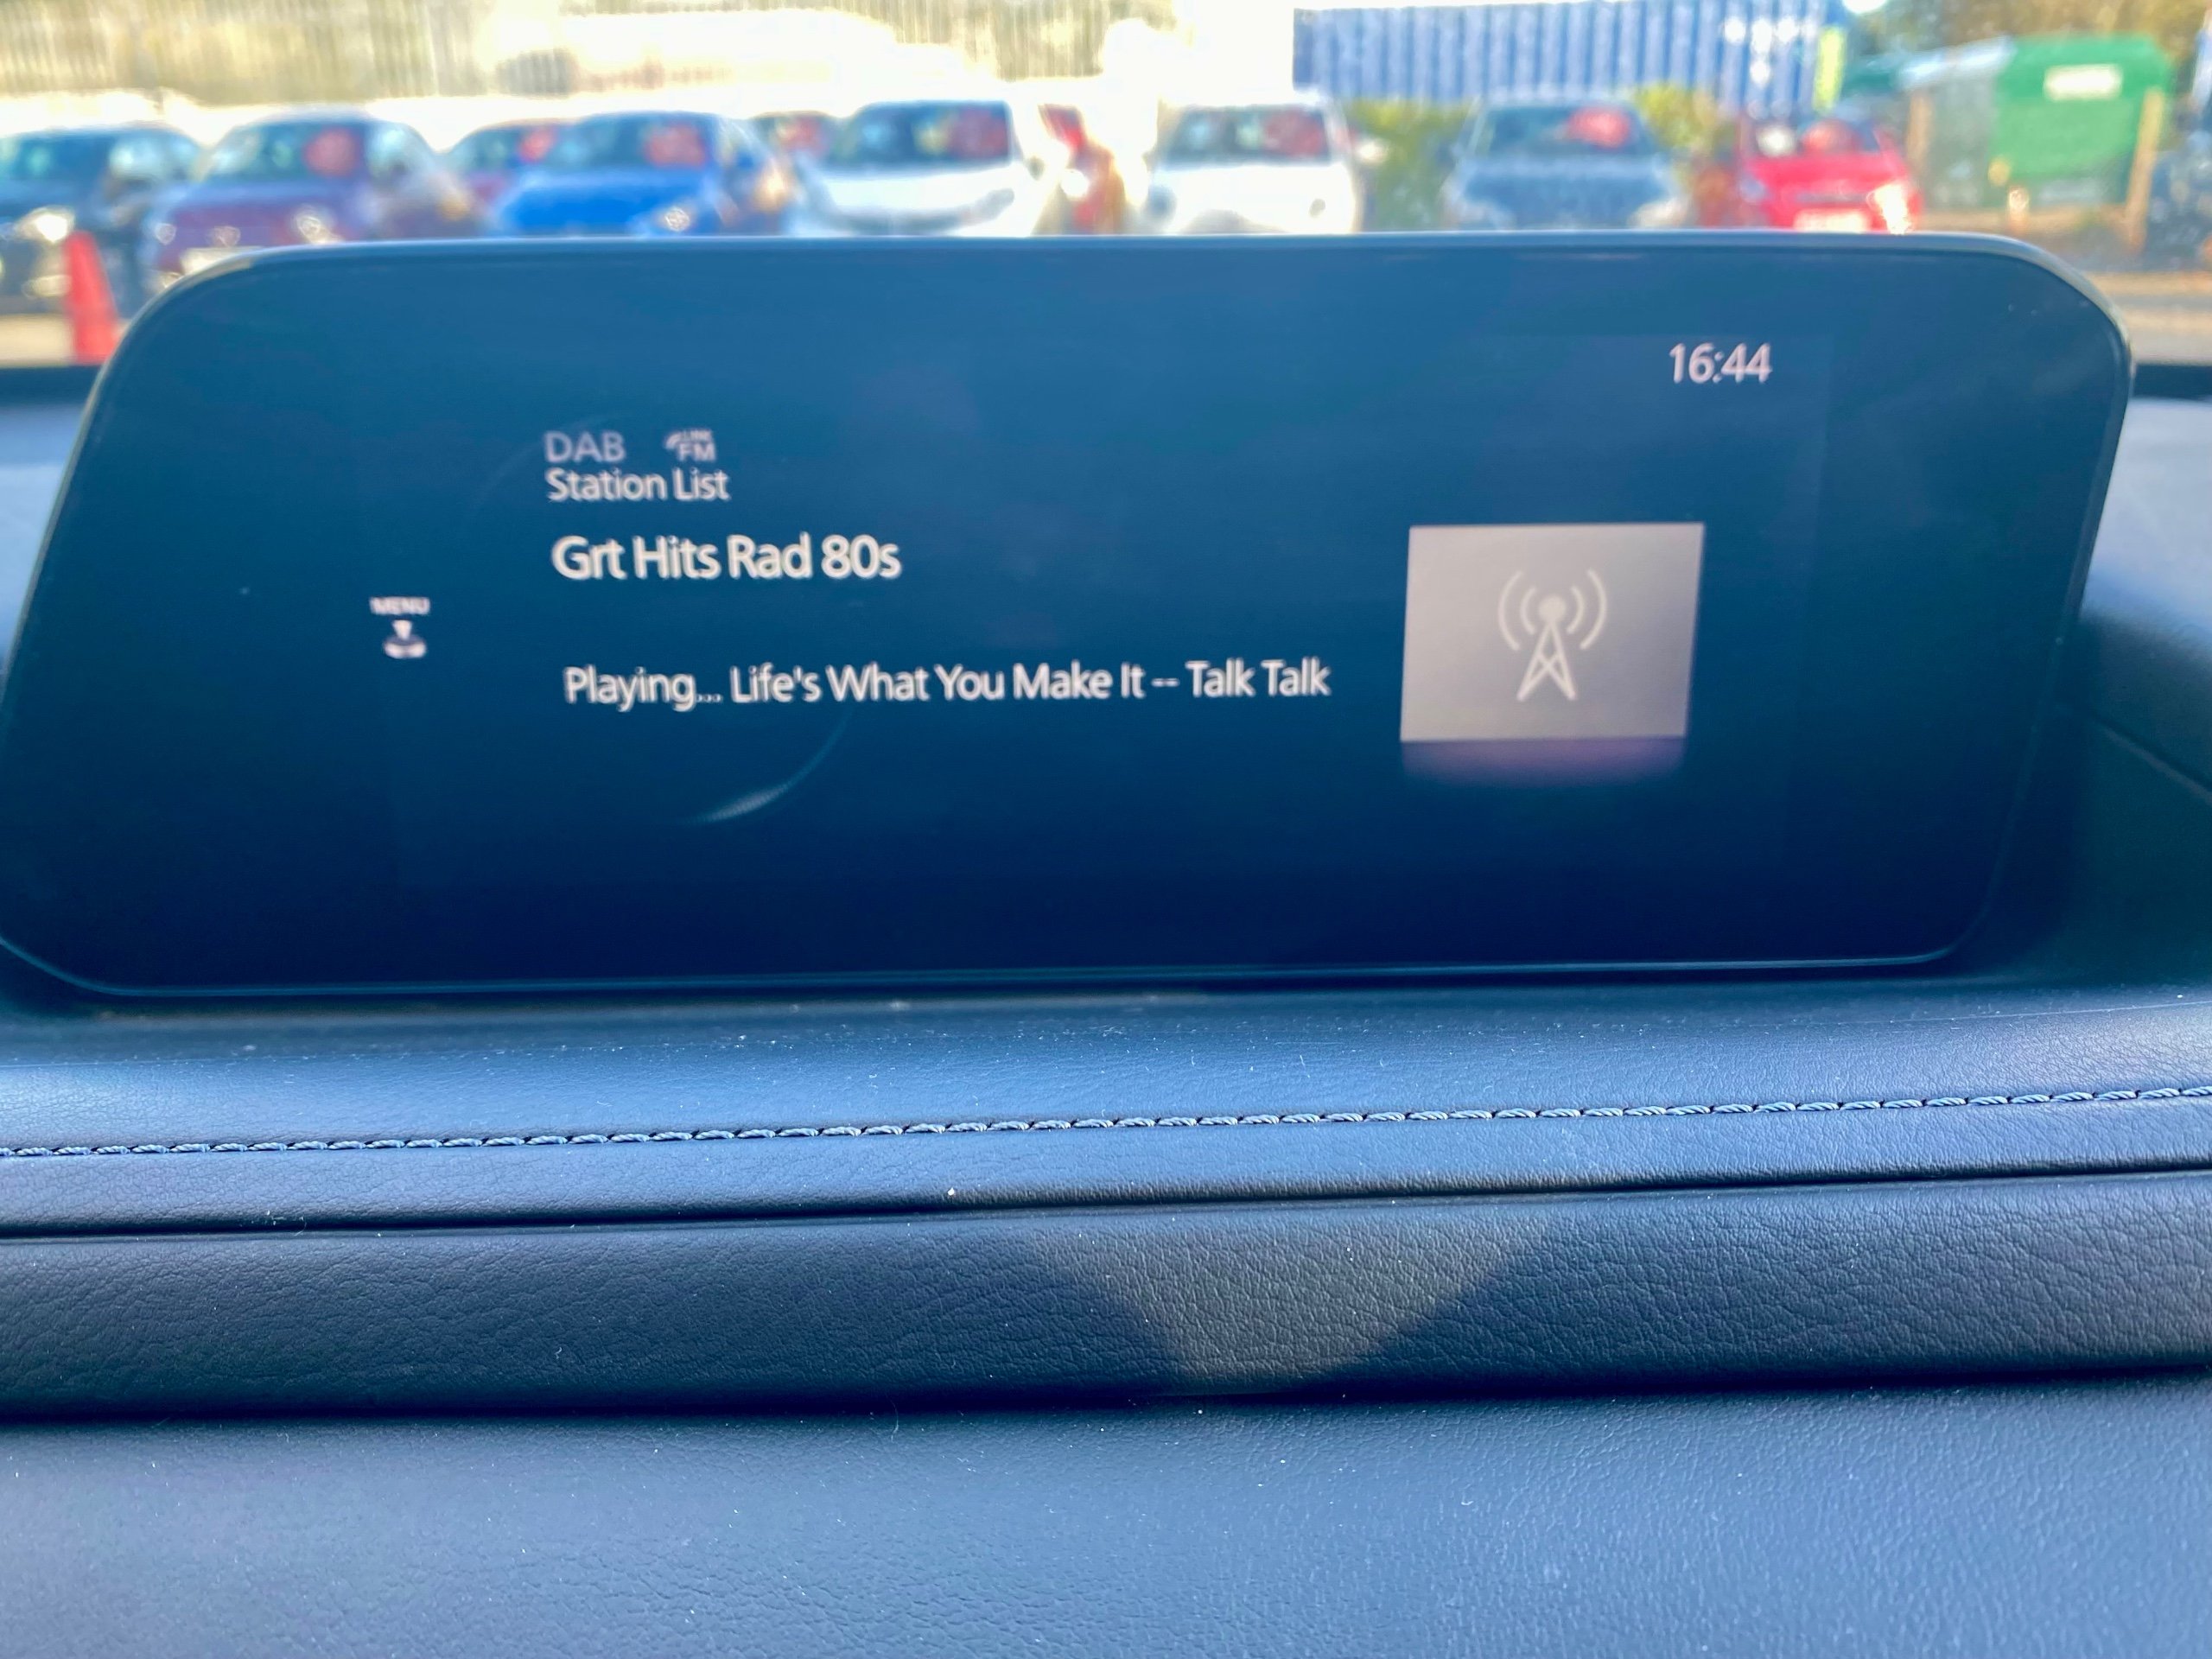 16:44
DAB LINK FM
Station List
Grt Hits Rad 80s
MENU
Playing... Life's What You Make It -- Talk Talk